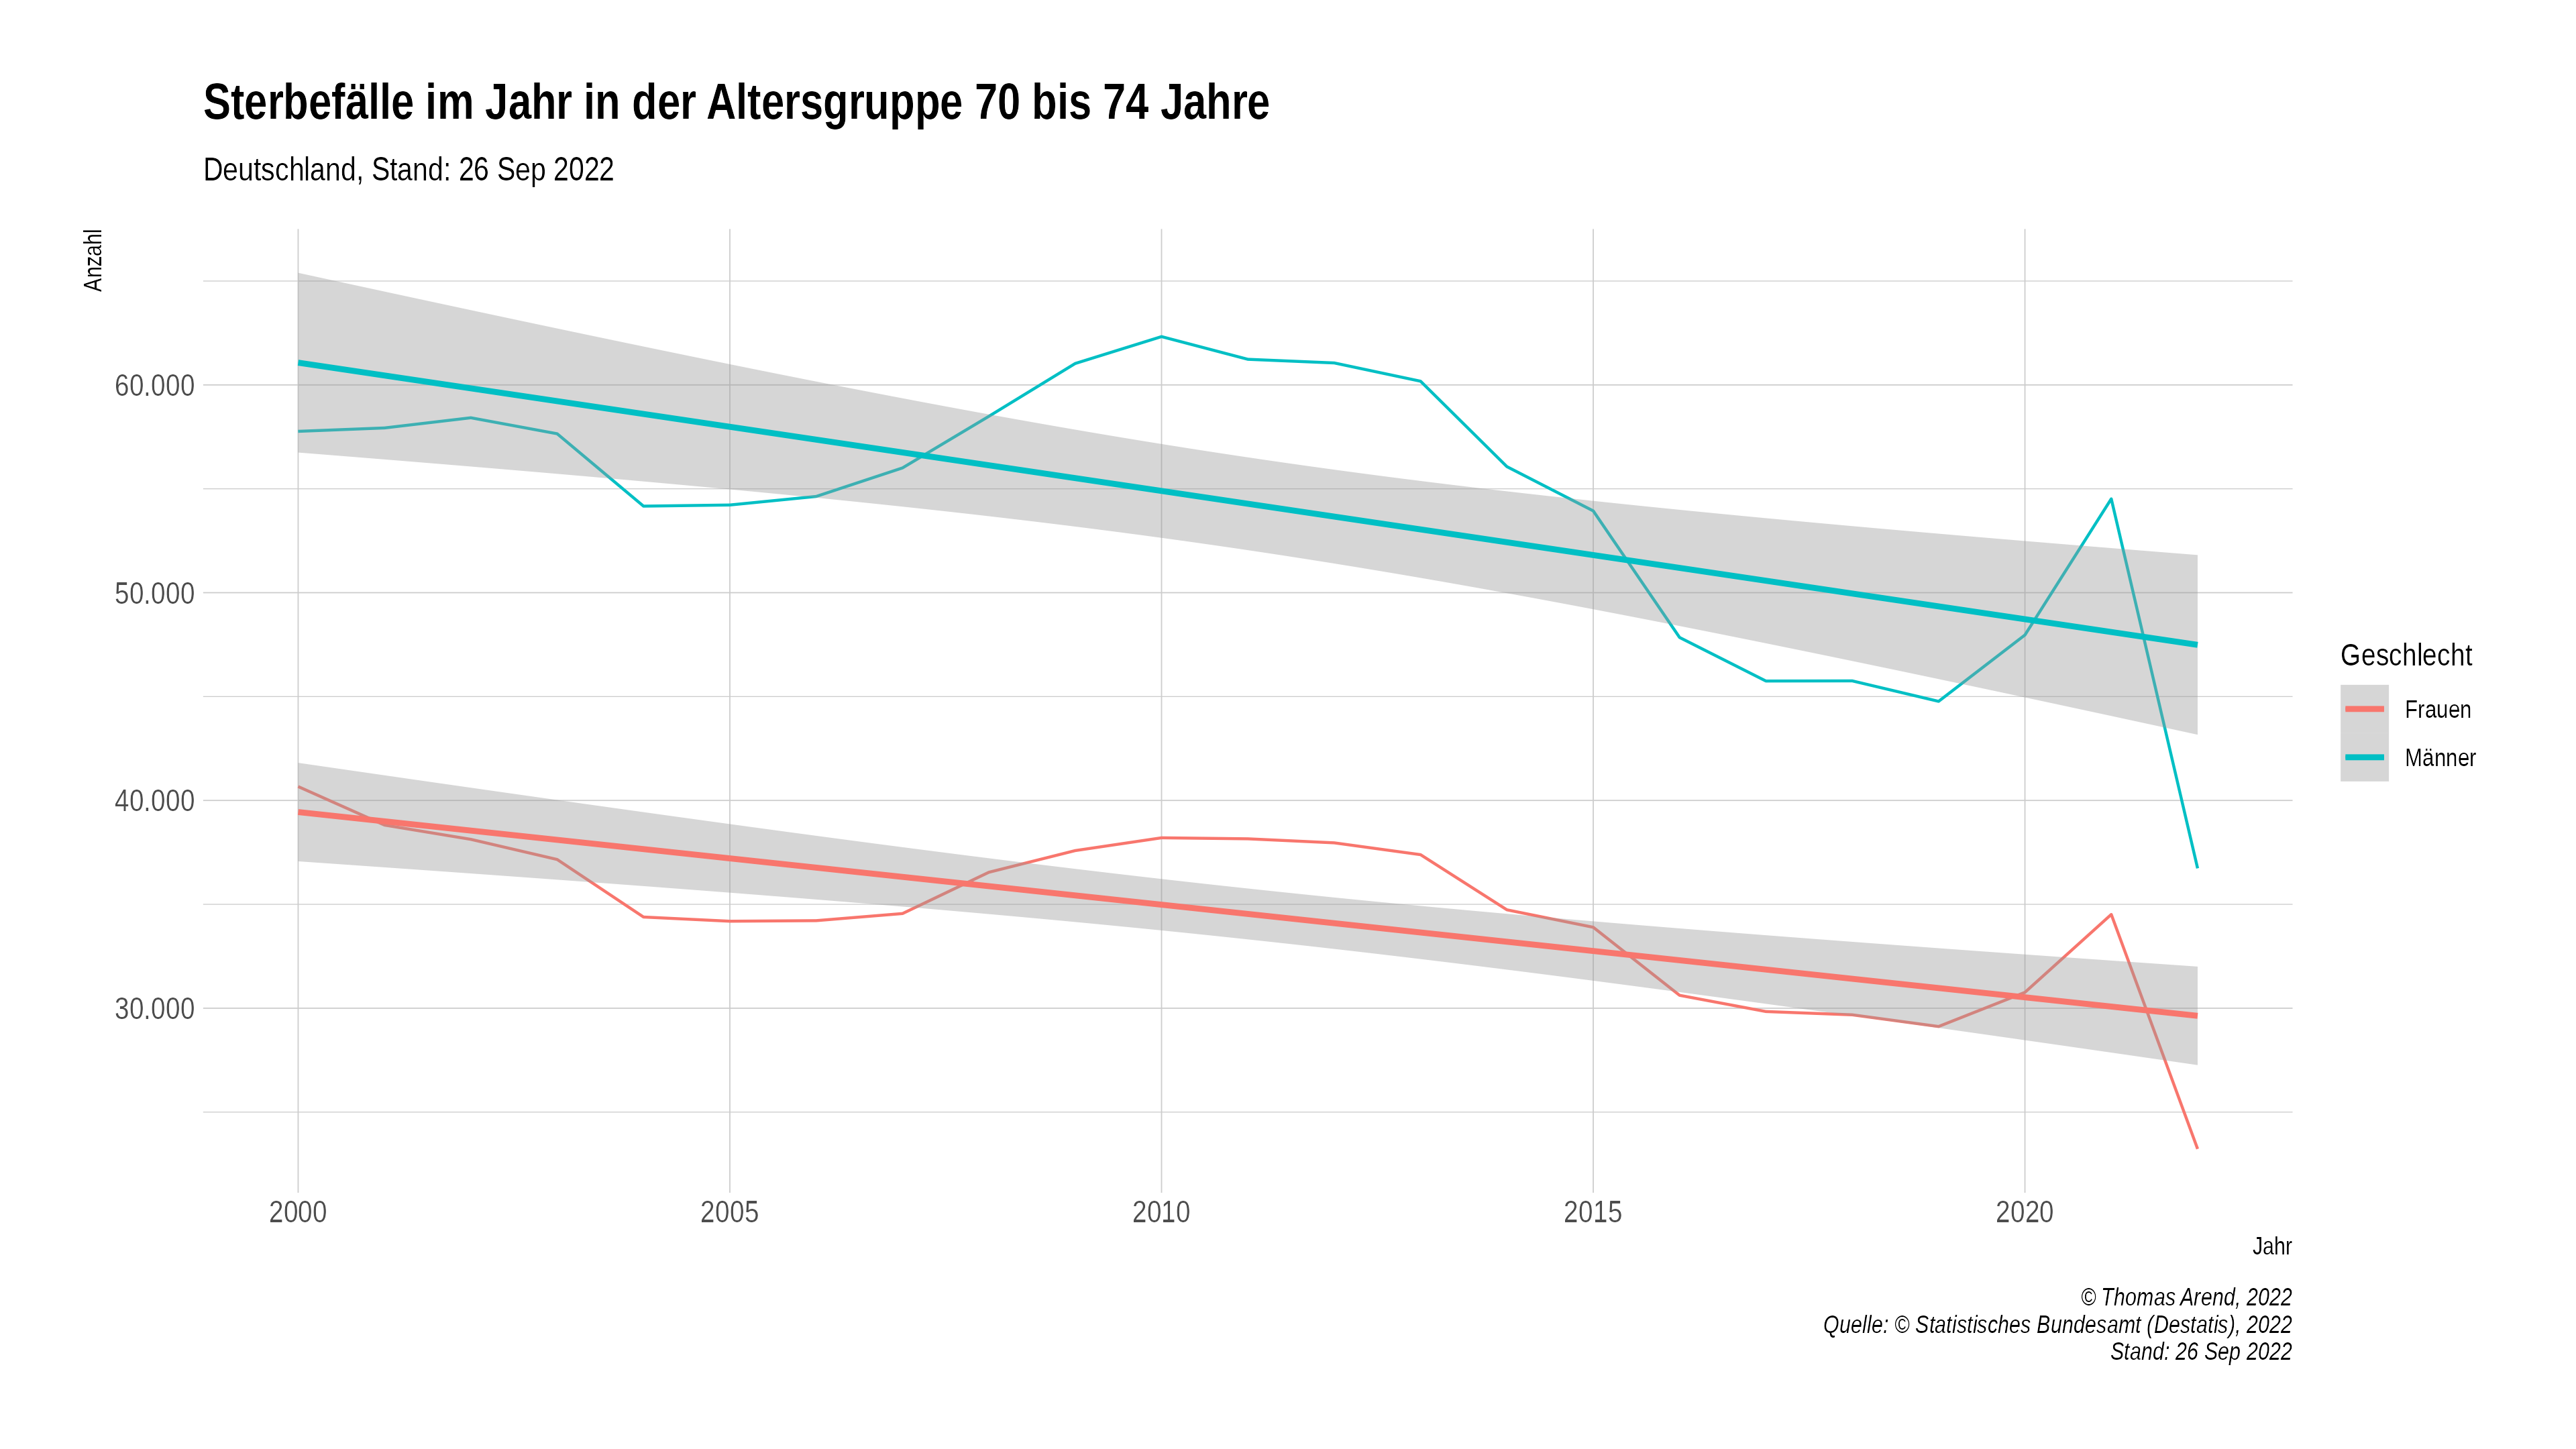 Sterbefälle im Jahr in der Altersgruppe 70 bis 74 Jahre
Deutschland, Stand: 26 Sep 2022
Anzahl
60.000
50.000
40.000
30.000
2000 2005 2010 2015 2020
Jahr
Geschlecht
Frauen
Männer
© Thomas Arend, 2022
Quelle: © Statistisches Bundesamt (Destatis), 2022
Stand: 26 Sep 2022